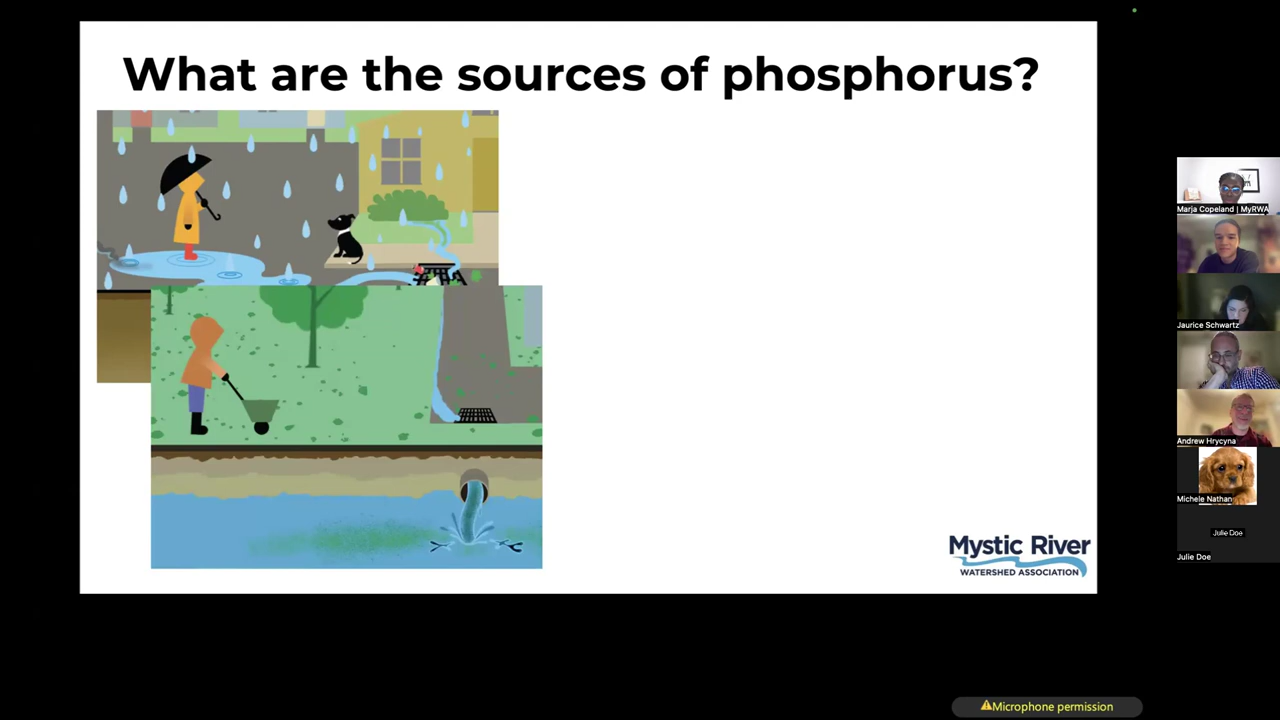 What are the sources of phosphorus?
Mystic River
WATERSHED ASSOCIATION
Marja Copeland | MyRWA
Jaurice Schwartz
Andrew Hrycyna
Michele Nathan
Julie Doe
Julie Doe
Microphone permission